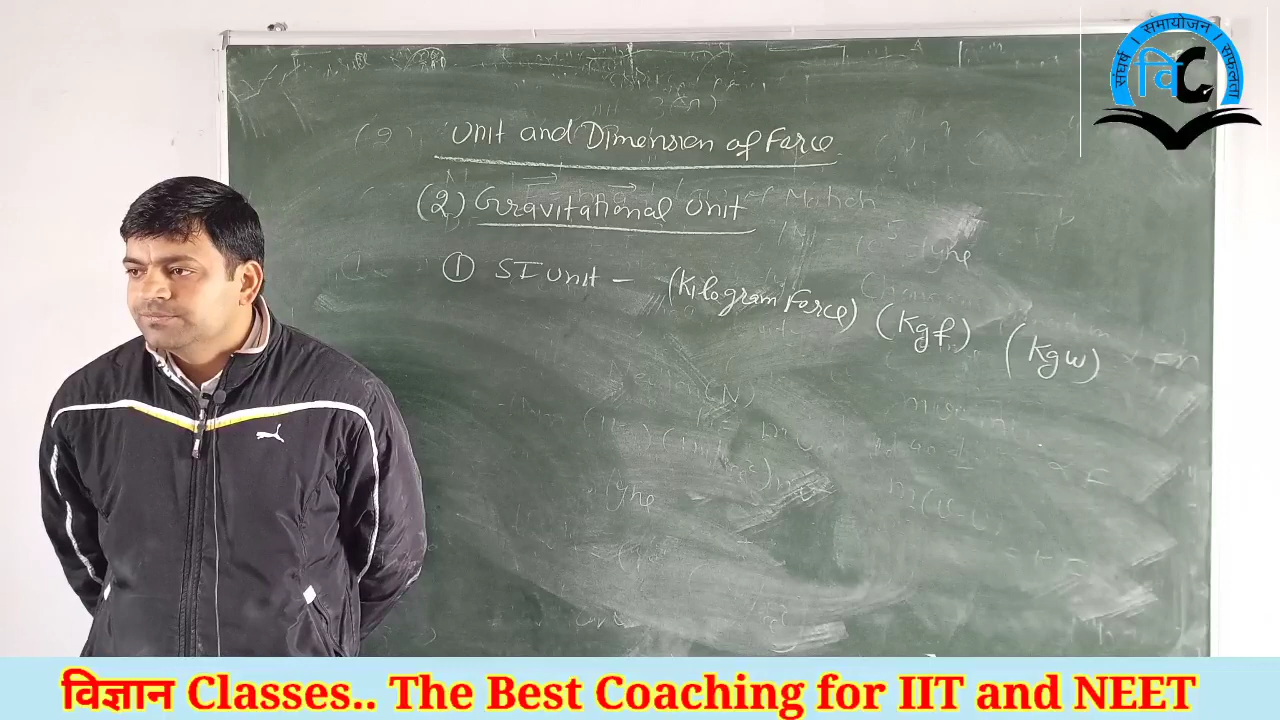 संघर्ष । समायोजन । सफलता
वि
Unit and Dimension of Force
(2) Gravitational Unit
① SI Unit - (Kilogram Force) (Kgf) (Kgw)
विज्ञान Classes.. The Best Coaching for IIT and NEET